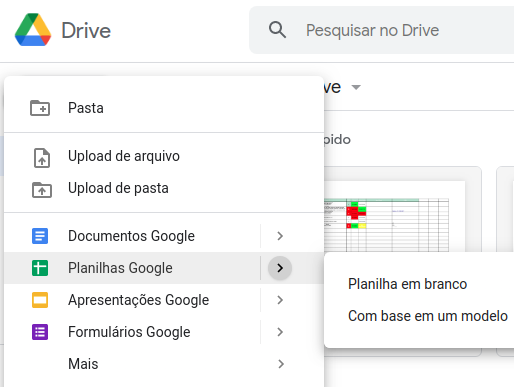 Drive
Pesquisar no Drive
ve
Pasta
pido
Upload de arquivo
Upload de pasta
Documentos Google
Planilhas Google
Planilha em branco
Apresentações Google
Com base em um modelo
Formulários Google
Mais